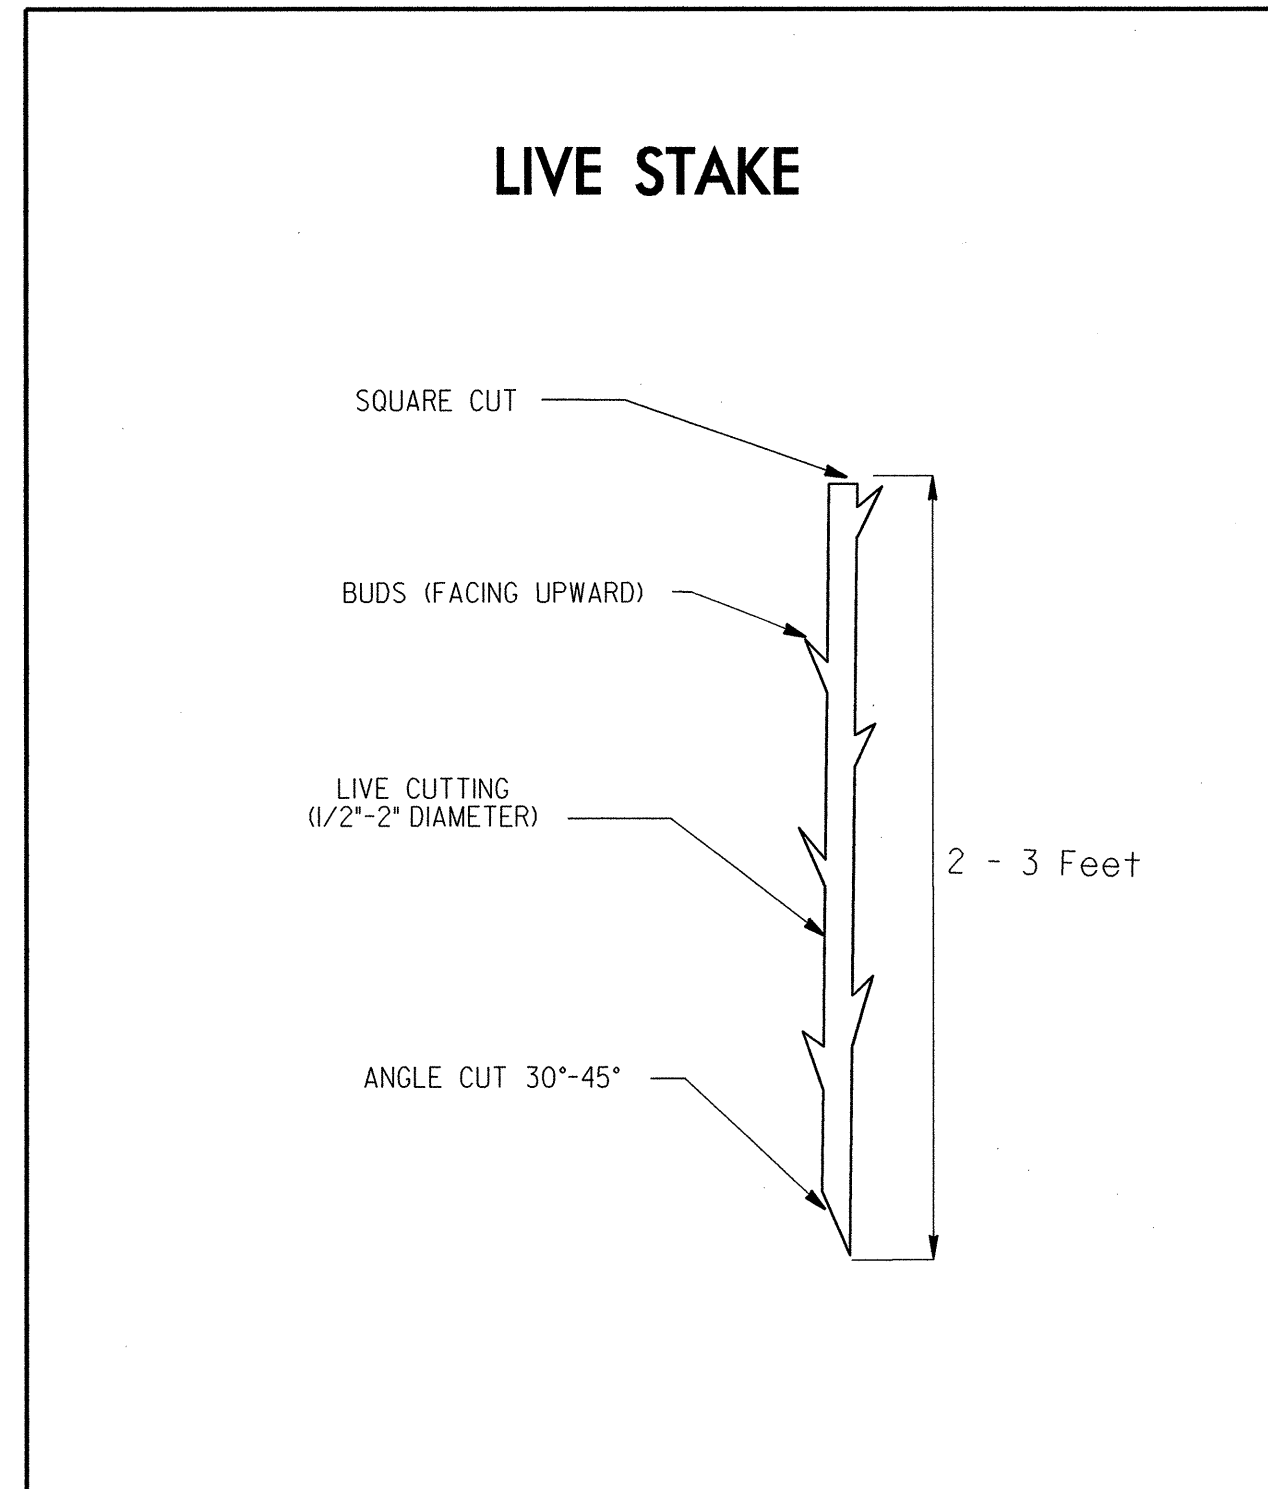 LIVE STAKE
SQUARE CUT
BUDS (FACING UPWARD)
LIVE CUTTING
(1/2"-2" DIAMETER)
2 - 3 Feet
ANGLE CUT 30°-45°